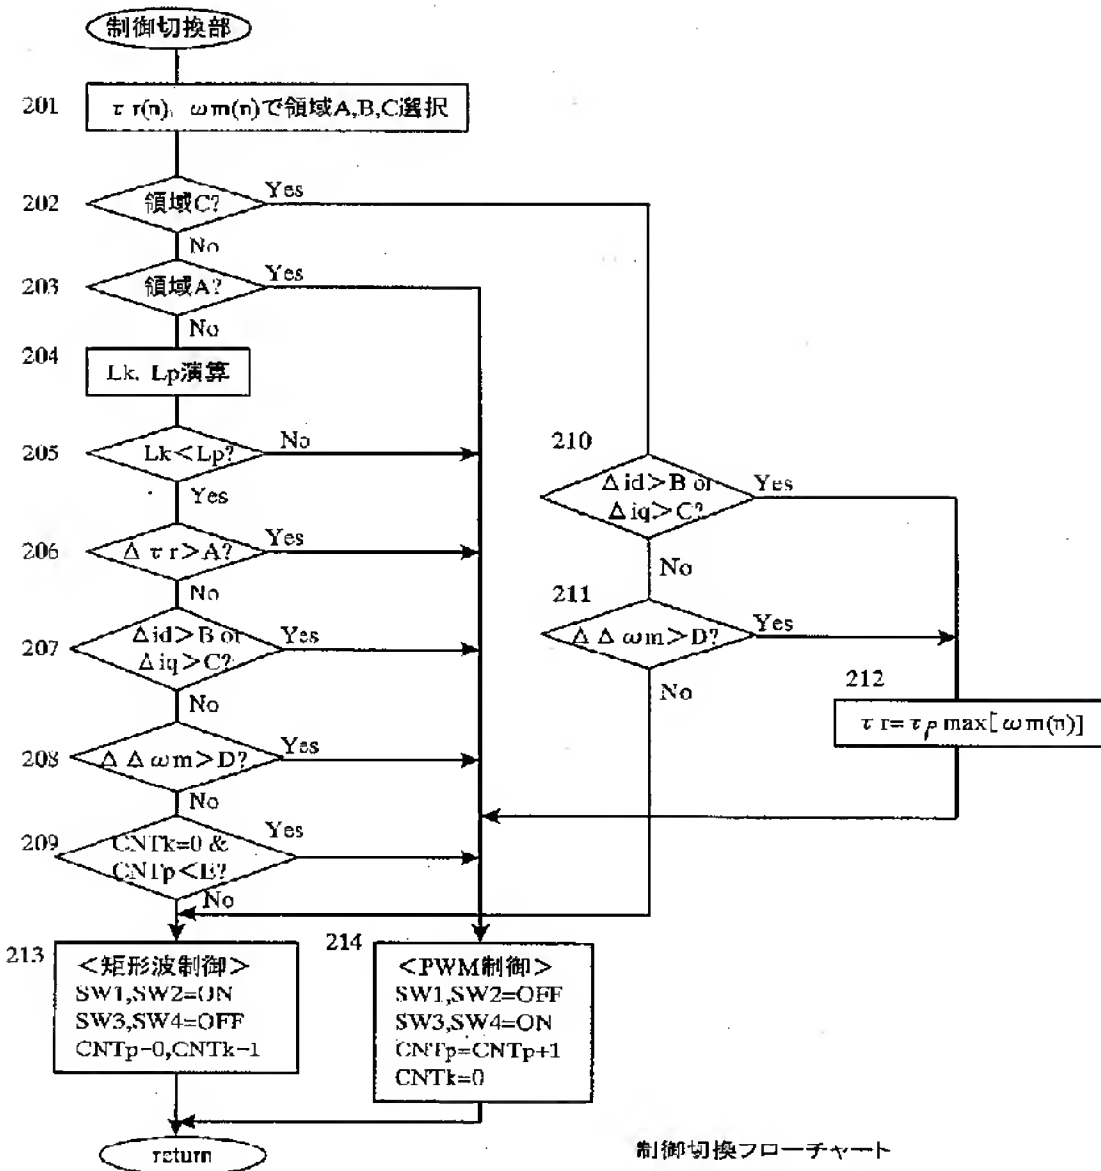 制御切換部
201
τr(n), ωm(n)で領域A,B,C選択
202
領域C?
Yes
No
203
領域A?
Yes
No
204
Lk, Lp演算
205
Lk<Lp?
No
Yes
206
Δτr>A?
Yes
No
207
Δid>B or
Δiq>C?
Yes
No
208
ΔΔωm>D?
Yes
No
209
CNTk=0 &
CNTp<E?
Yes
No
210
Δid>B or
Δiq>C?
Yes
No
211
ΔΔωm>D?
Yes
No
212
τr=τp max[ωm(n)]
213
<矩形波制御>
SW1,SW2=ON
SW3,SW4=OFF
CNTp=0,CNTk=1
214
<PWM制御>
SW1,SW2=OFF
SW3,SW4=ON
CNTp=CNTp+1
CNTk=0
return
制御切換フローチャート